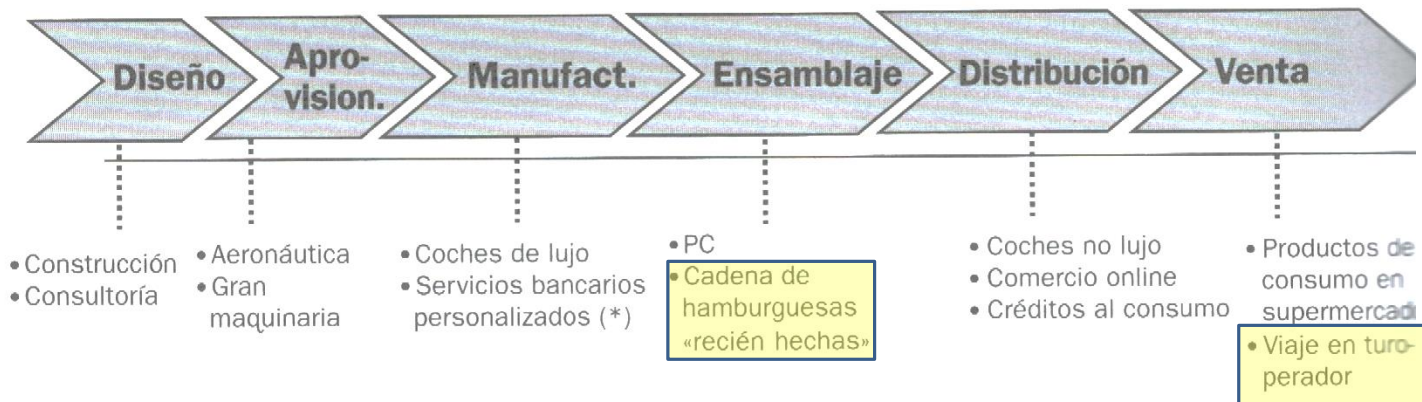 Diseño
Apro-
vision.
Manufact.
Ensamblaje
Distribución
Venta
• Construcción
• Consultoría
• Aeronáutica
• Gran
maquinaria
• Coches de lujo
• Servicios bancarios
personalizados (*)
• PC
• Cadena de
hamburguesas
«recién hechas»
• Coches no lujo
• Comercio online
• Créditos al consumo
• Productos de
consumo en
supermercad
• Viaje en turo-
perador